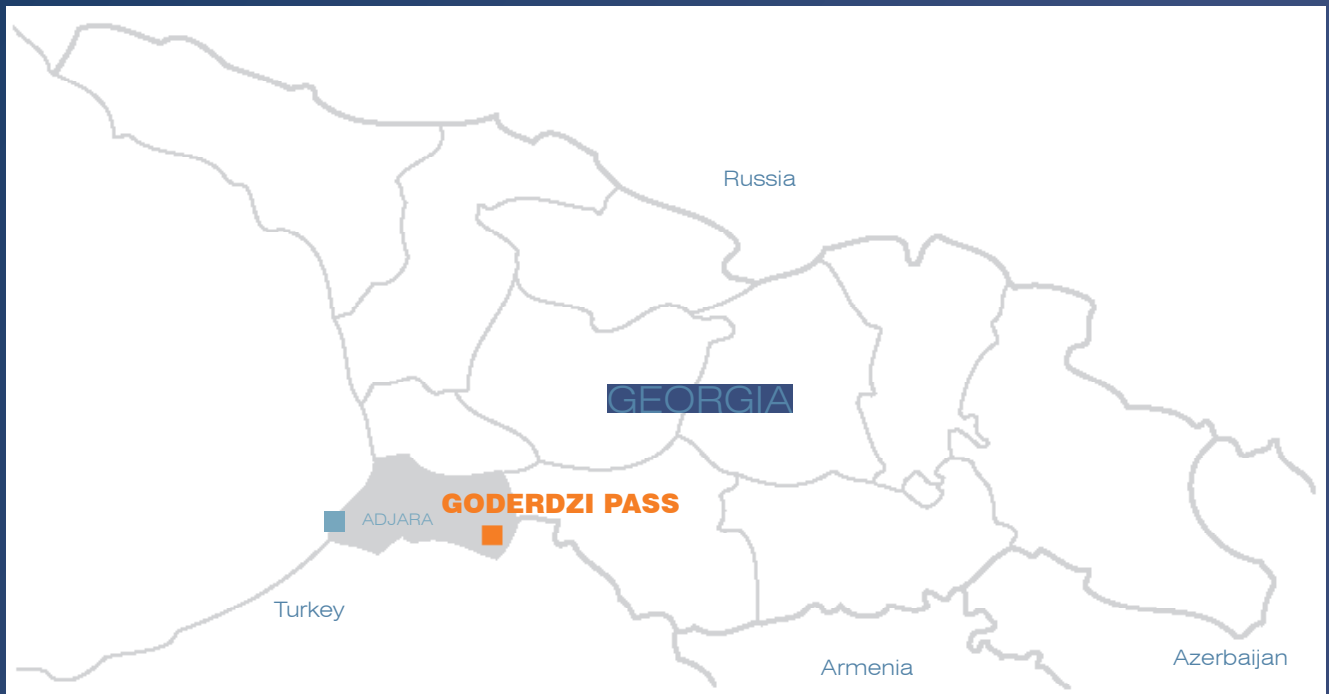 Russia
GEORGIA
GODERDZI PASS
ADJARA
Turkey
Armenia
Azerbaijan